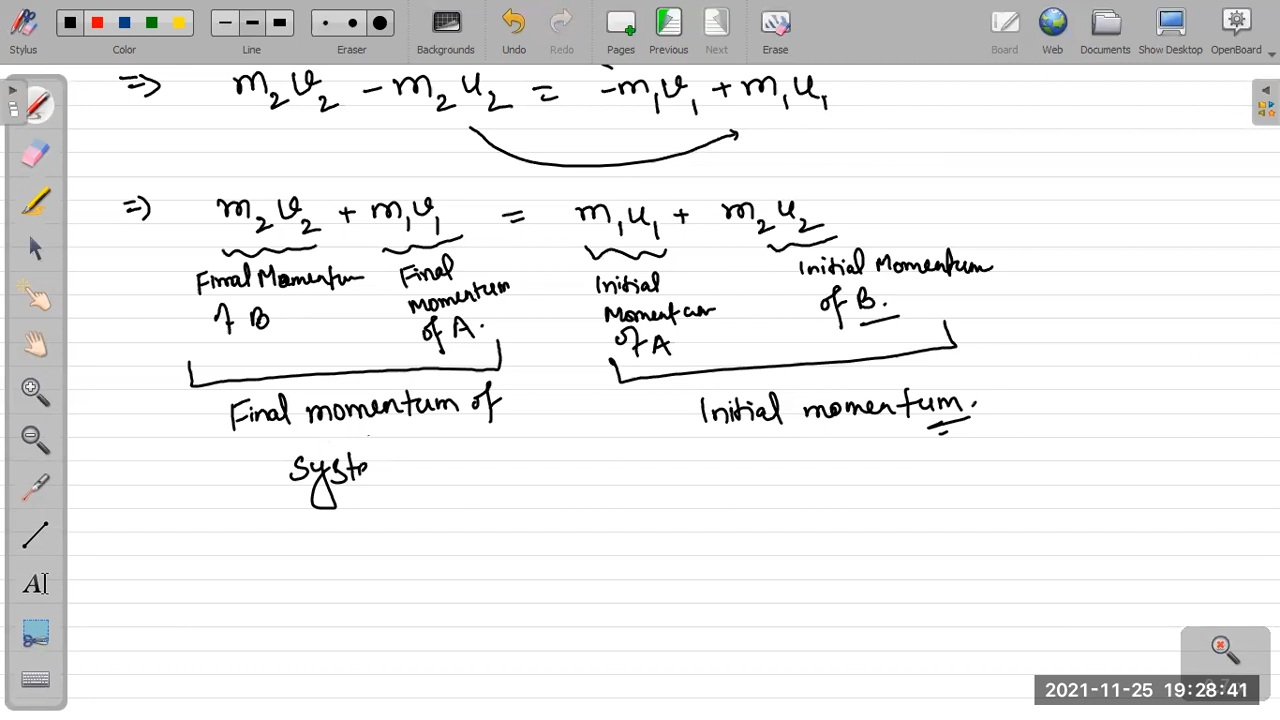 Stylus Color Line Eraser Backgrounds Undo Redo Pages Previous Next Erase Board Web Documents Show Desktop OpenBoard
=> m₂v₂ - m₂u₂ = -m₁v₁ + m₁u₁
=> m₂v₂ + m₁v₁ = m₁u₁ + m₂u₂
Final Momentum
of B
Final
momentum
of A.
Initial
Momentum
of A
Initial Momentum
of B.
Final momentum of
syste
Initial momentum.
2021-11-25 19:28:41